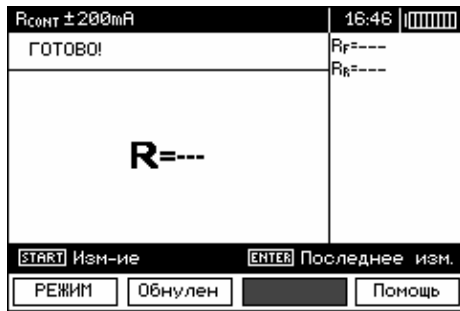 RCONT ±200mA 16:46
ГОТОВО!
RF=---
RR=---
R=---
START Изм-ие ENTER Последнее изм.
РЕЖИМ Обнулен Помощь